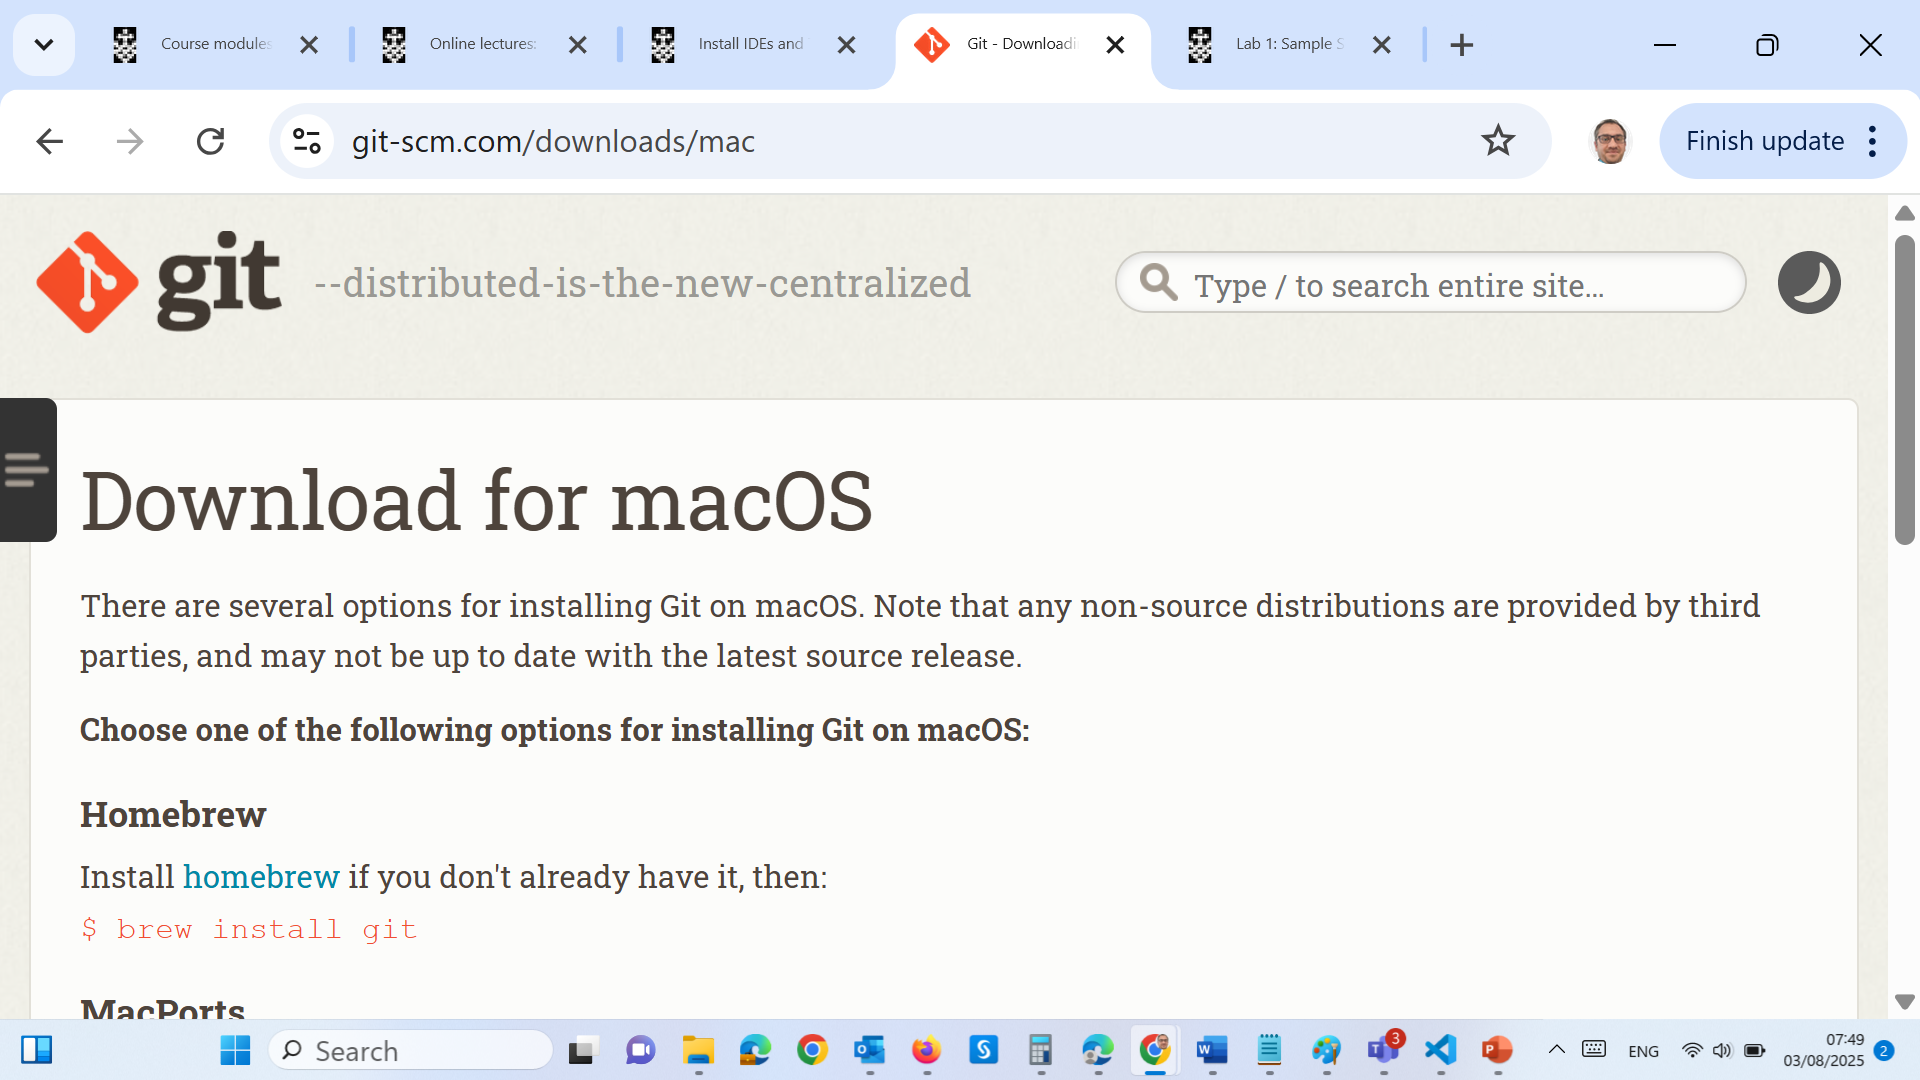 Course modules
Online lectures:
Install IDEs and
Git - Downloadi
Lab 1: Sample S
git-scm.com/downloads/mac
Finish update
git
--distributed-is-the-new-centralized
Type / to search entire site...
Download for macOS
There are several options for installing Git on macOS. Note that any non-source distributions are provided by third
parties, and may not be up to date with the latest source release.
Choose one of the following options for installing Git on macOS:
Homebrew
Install homebrew if you don't already have it, then:
$ brew install git
MacPorts
Search
3
ENG
07:49
03/08/2025
2